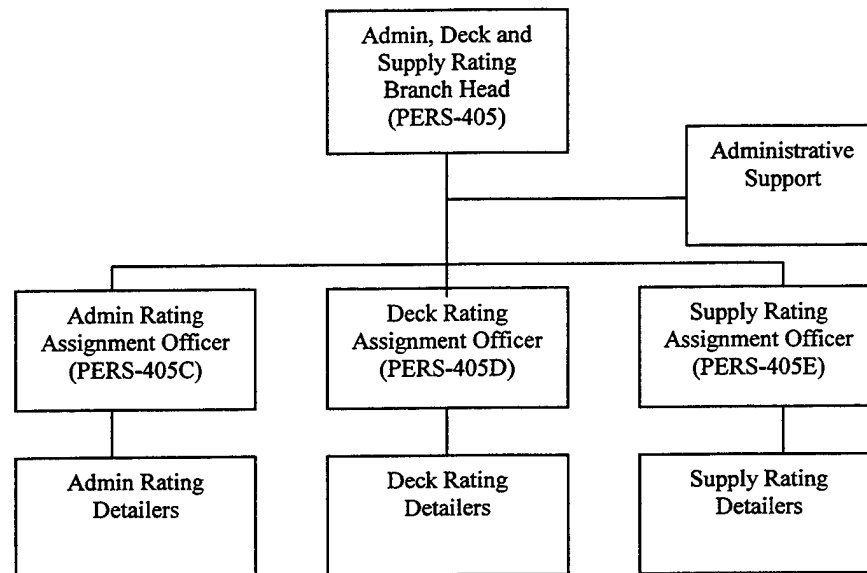 Admin, Deck and
Supply Rating
Branch Head
(PERS-405)
Administrative
Support
Admin Rating
Assignment Officer
(PERS-405C)
Deck Rating
Assignment Officer
(PERS-405D)
Supply Rating
Assignment Officer
(PERS-405E)
Admin Rating
Detailers
Deck Rating
Detailers
Supply Rating
Detailers